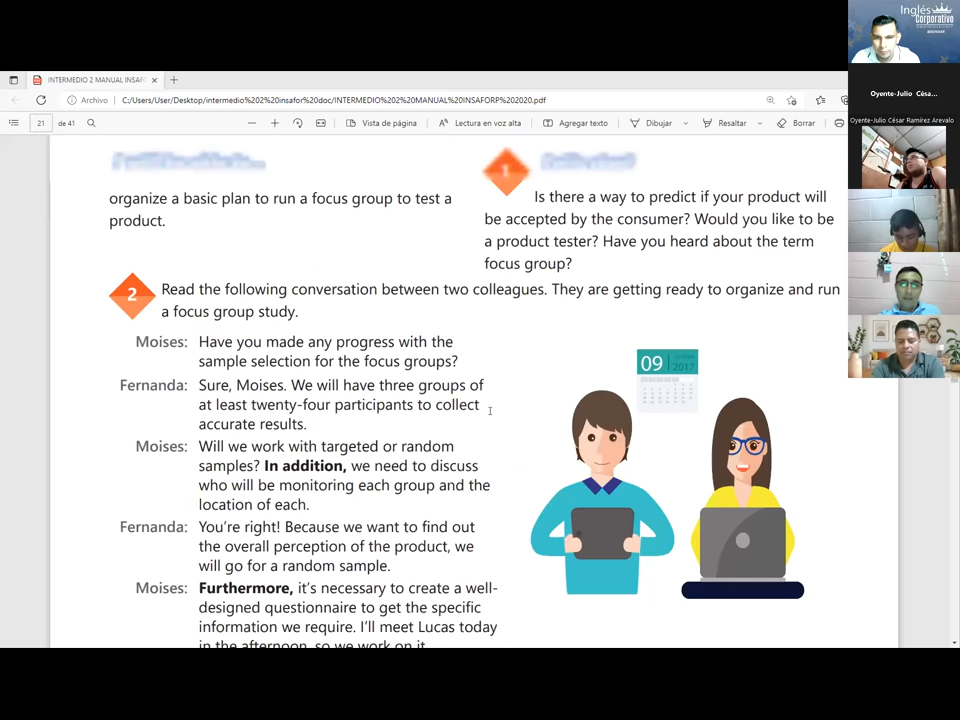 INTERMEDIO 2 MANUAL INSAF
Archivo C:/Users/User/Desktop/intermedio%202%20insafor%20doc/INTERMEDIO%202%20MANUAL%20INSAFORP%202020.pdf
21 de 41 Vista de página Lectura en voz alta Agregar texto Dibujar Resaltar Borrar
Inglés
Corporativo
BEGINNER
Oyente-Julio César...
Oyente-Julio César Ramírez Arevalo
organize a basic plan to run a focus group to test a
product.
1
Is there a way to predict if your product will
be accepted by the consumer? Would you like to be
a product tester? Have you heard about the term
focus group?
2
Read the following conversation between two colleagues. They are getting ready to organize and run
a focus group study.
Moises: Have you made any progress with the
sample selection for the focus groups?
Fernanda: Sure, Moises. We will have three groups of
at least twenty-four participants to collect
accurate results.
Moises: Will we work with targeted or random
samples? In addition, we need to discuss
who will be monitoring each group and the
location of each.
Fernanda: You're right! Because we want to find out
the overall perception of the product, we
will go for a random sample.
Moises: Furthermore, it's necessary to create a well-
designed questionnaire to get the specific
information we require. I'll meet Lucas today
in the afternoon, so we work on it.
09
2017